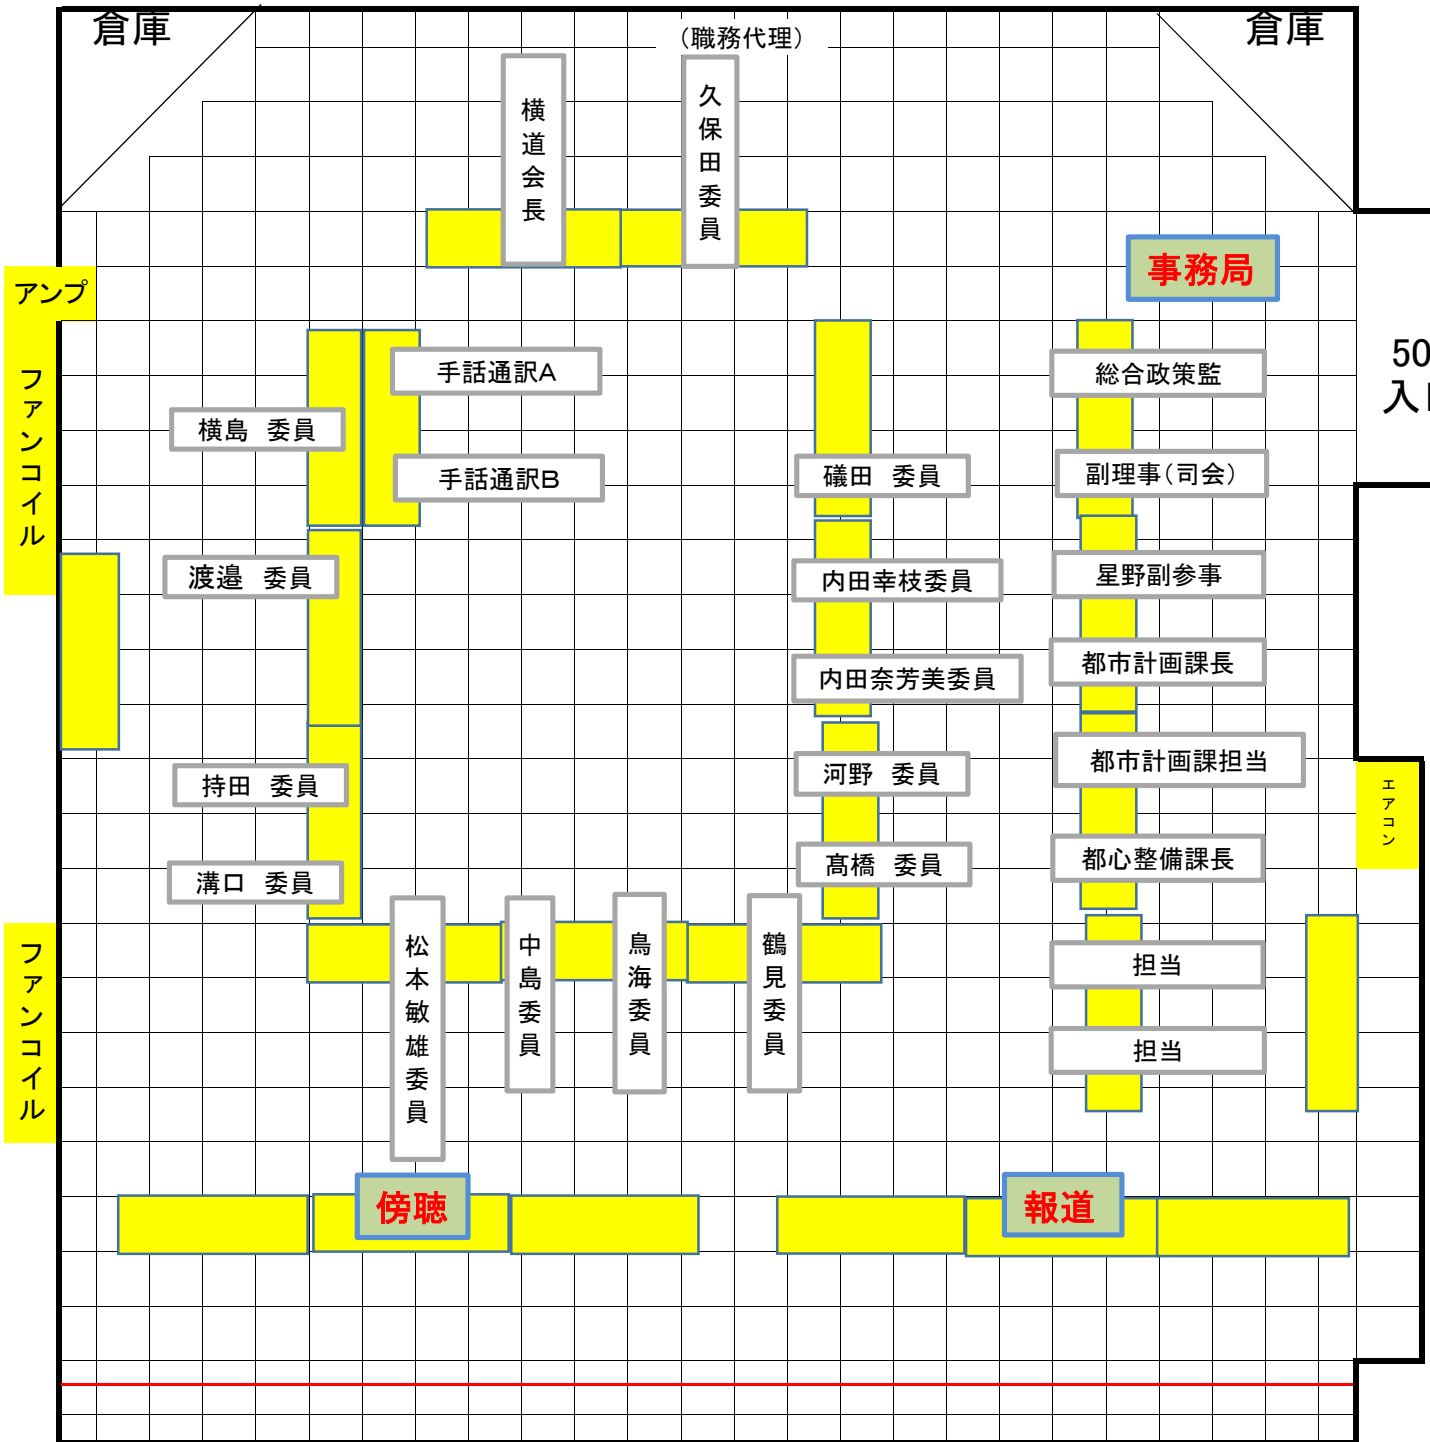 倉庫
(職務代理)
倉庫
横道会長
久保田委員
事務局
アンプ
ファンコイル
50
手話通訳A
総合政策監
横島 委員
手話通訳B
礒田 委員
副理事(司会)
渡邉 委員
内田幸枝委員
星野副参事
内田奈芳美委員
都市計画課長
持田 委員
河野 委員
都市計画課担当
エアコン
溝口 委員
髙橋 委員
都心整備課長
ファンコイル
松本敏雄委員
中島委員
鳥海委員
鶴見委員
担当
担当
傍聴
報道